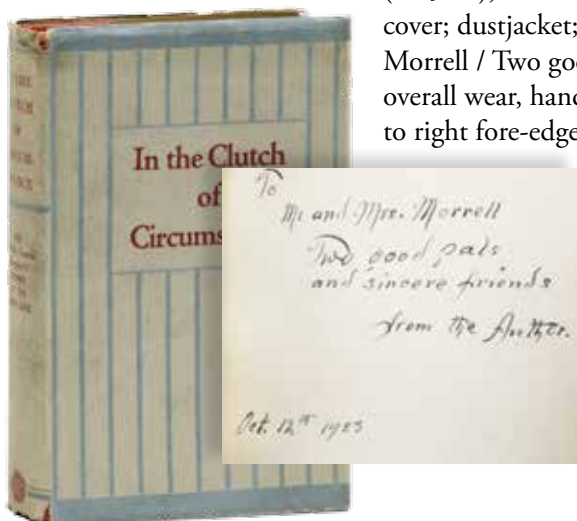 cover; dustjacket;
Morrell / Two goo
overall wear, hand
to right fore-edge
In the Clutch
of
Circums
To
Mr and Mrs. Morrell
Two good pals
and sincere friends
from the Author.
Oct. 12th 1923